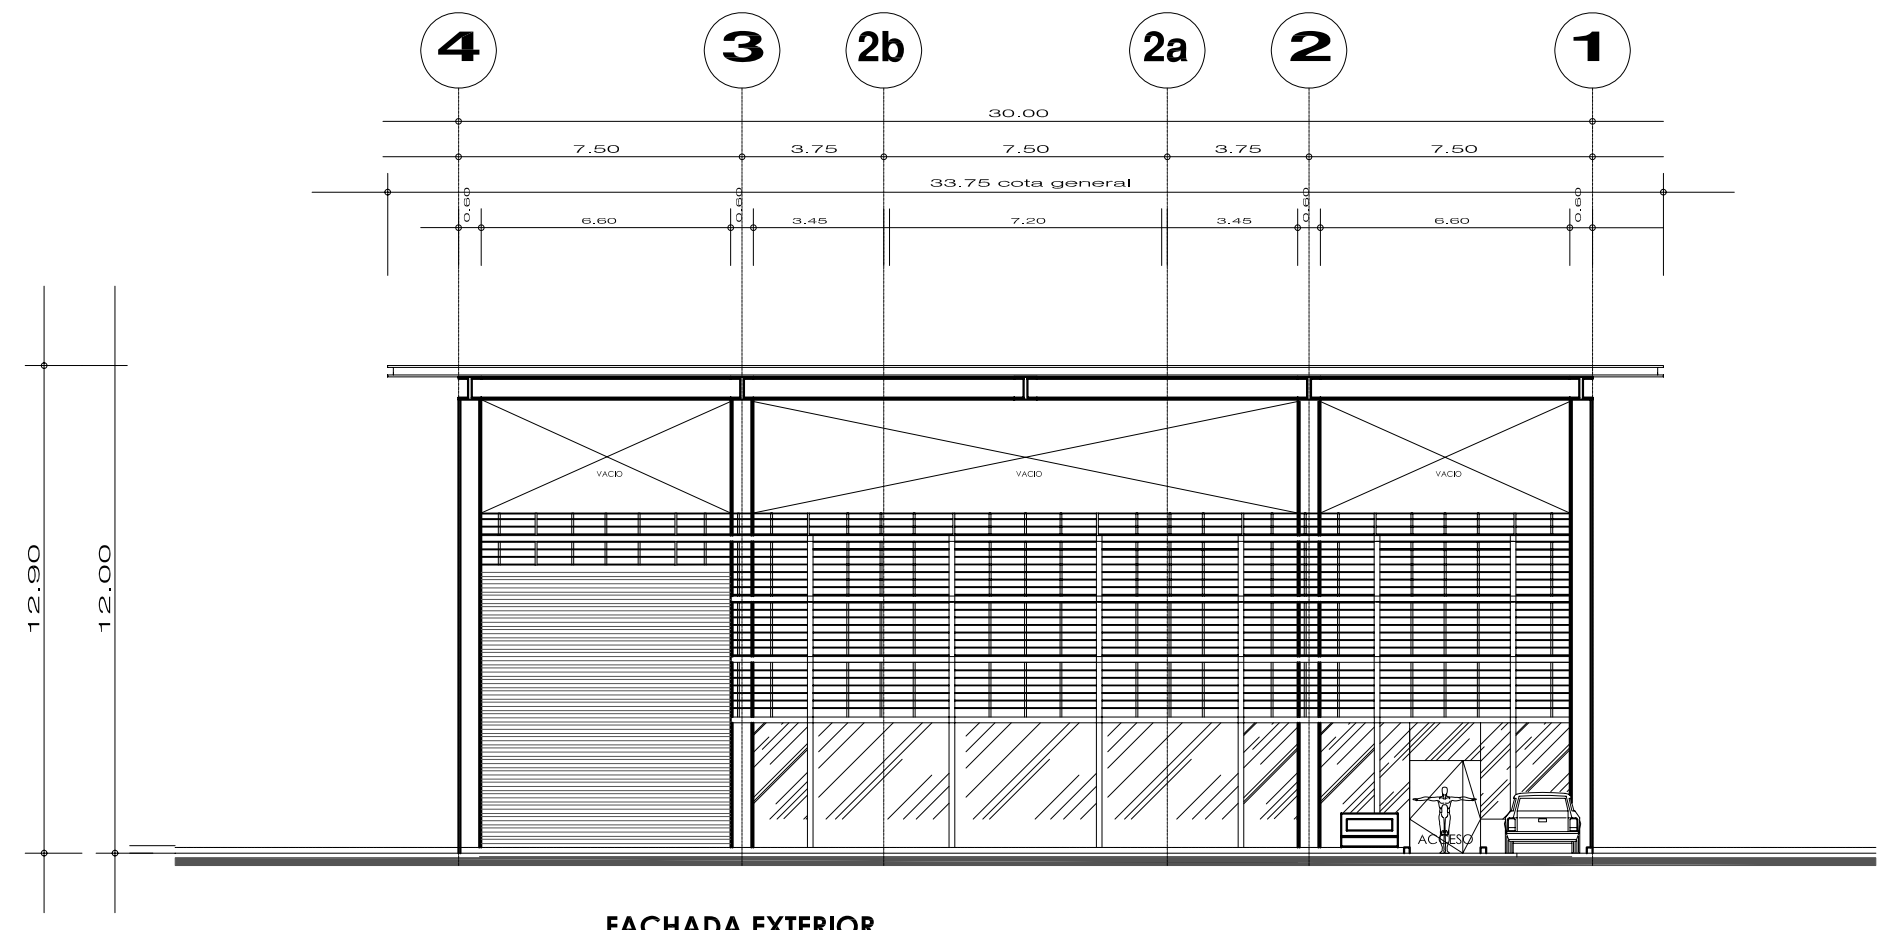 4 3 2b 2a 2 1
30.00
7.50 3.75 7.50 3.75 7.50
33.75 cota general
0.60 0.60 0.60 0.60
6.60 3.45 7.20 3.45 6.60
VACIO VACIO VACIO
12.90 12.00
ACCESO
FACHADA EXTERIOR